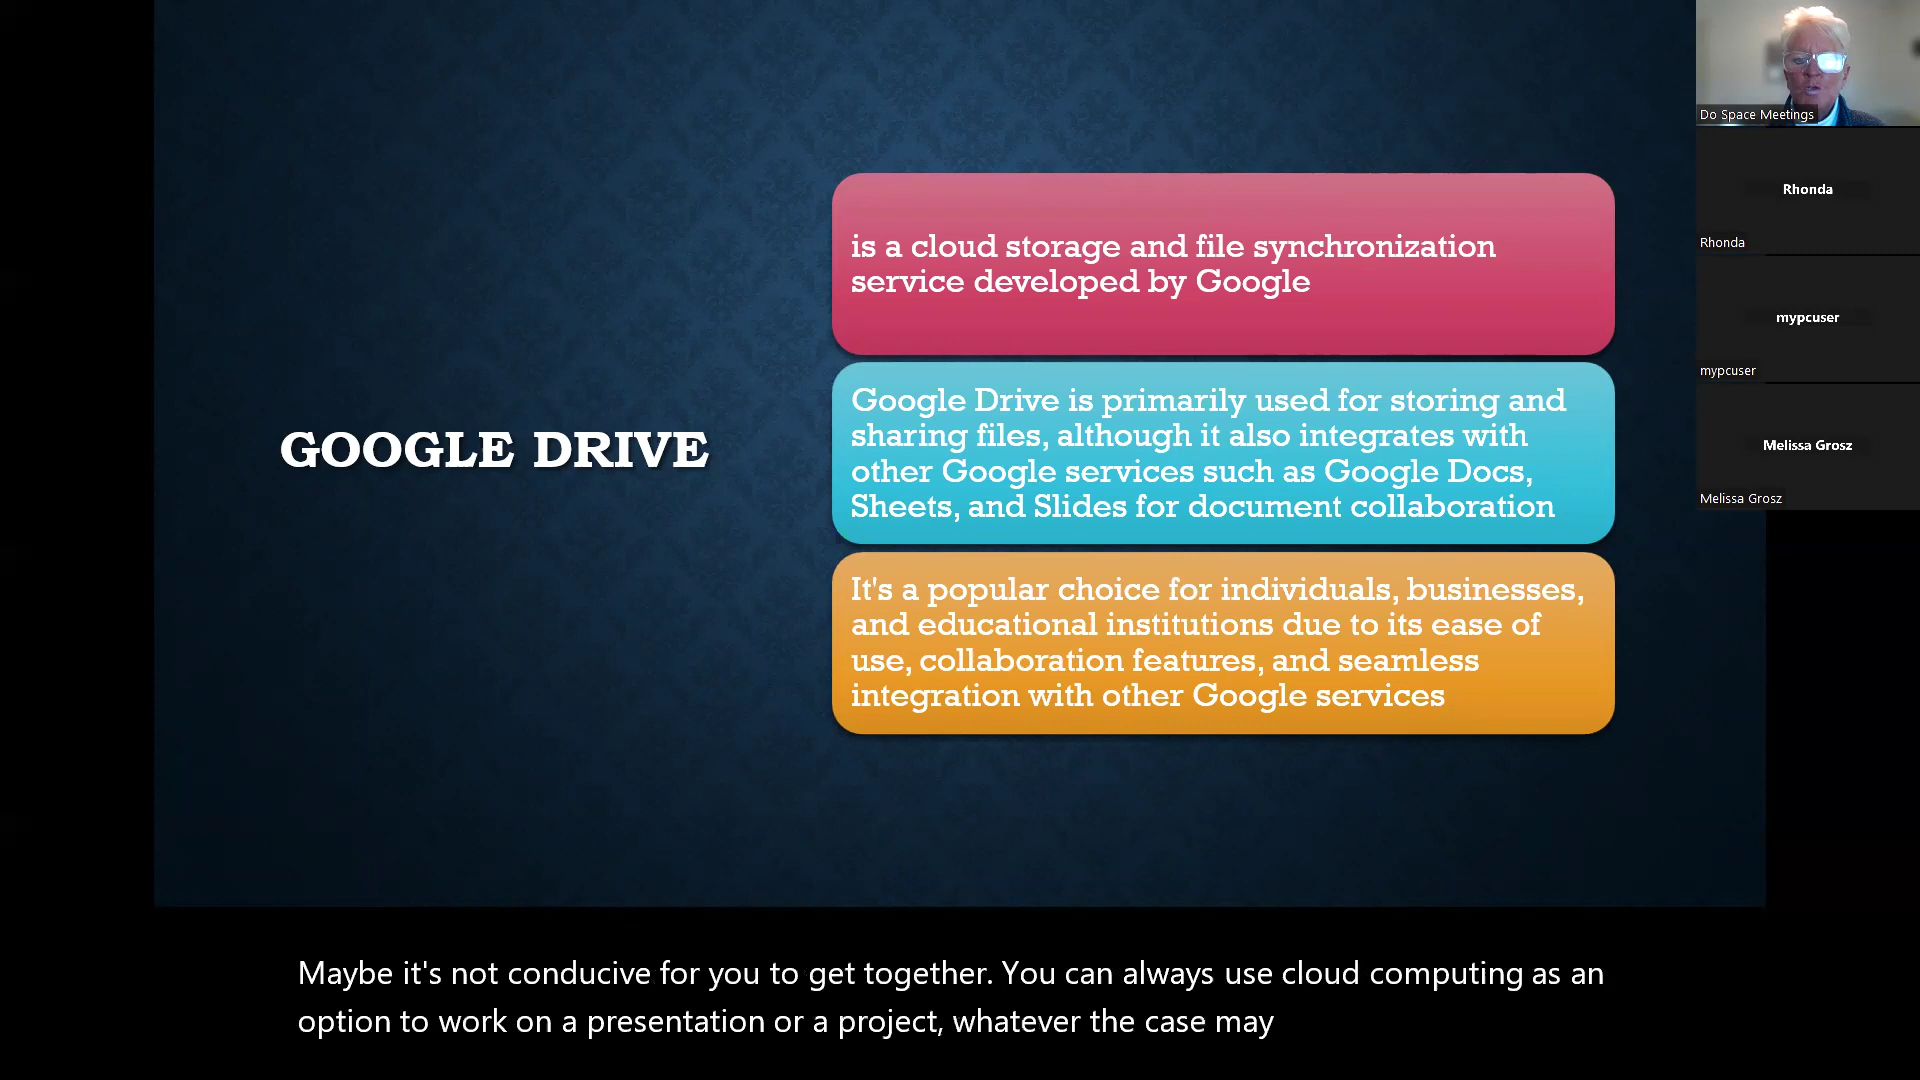 GOOGLE DRIVE
is a cloud storage and file synchronization
service developed by Google
Google Drive is primarily used for storing and
sharing files, although it also integrates with
other Google services such as Google Docs,
Sheets, and Slides for document collaboration
It's a popular choice for individuals, businesses,
and educational institutions due to its ease of
use, collaboration features, and seamless
integration with other Google services
Do Space Meetings
Rhonda
Rhonda
mypcuser
mypcuser
Melissa Grosz
Melissa Grosz
Maybe it's not conducive for you to get together. You can always use cloud computing as an
option to work on a presentation or a project, whatever the case may